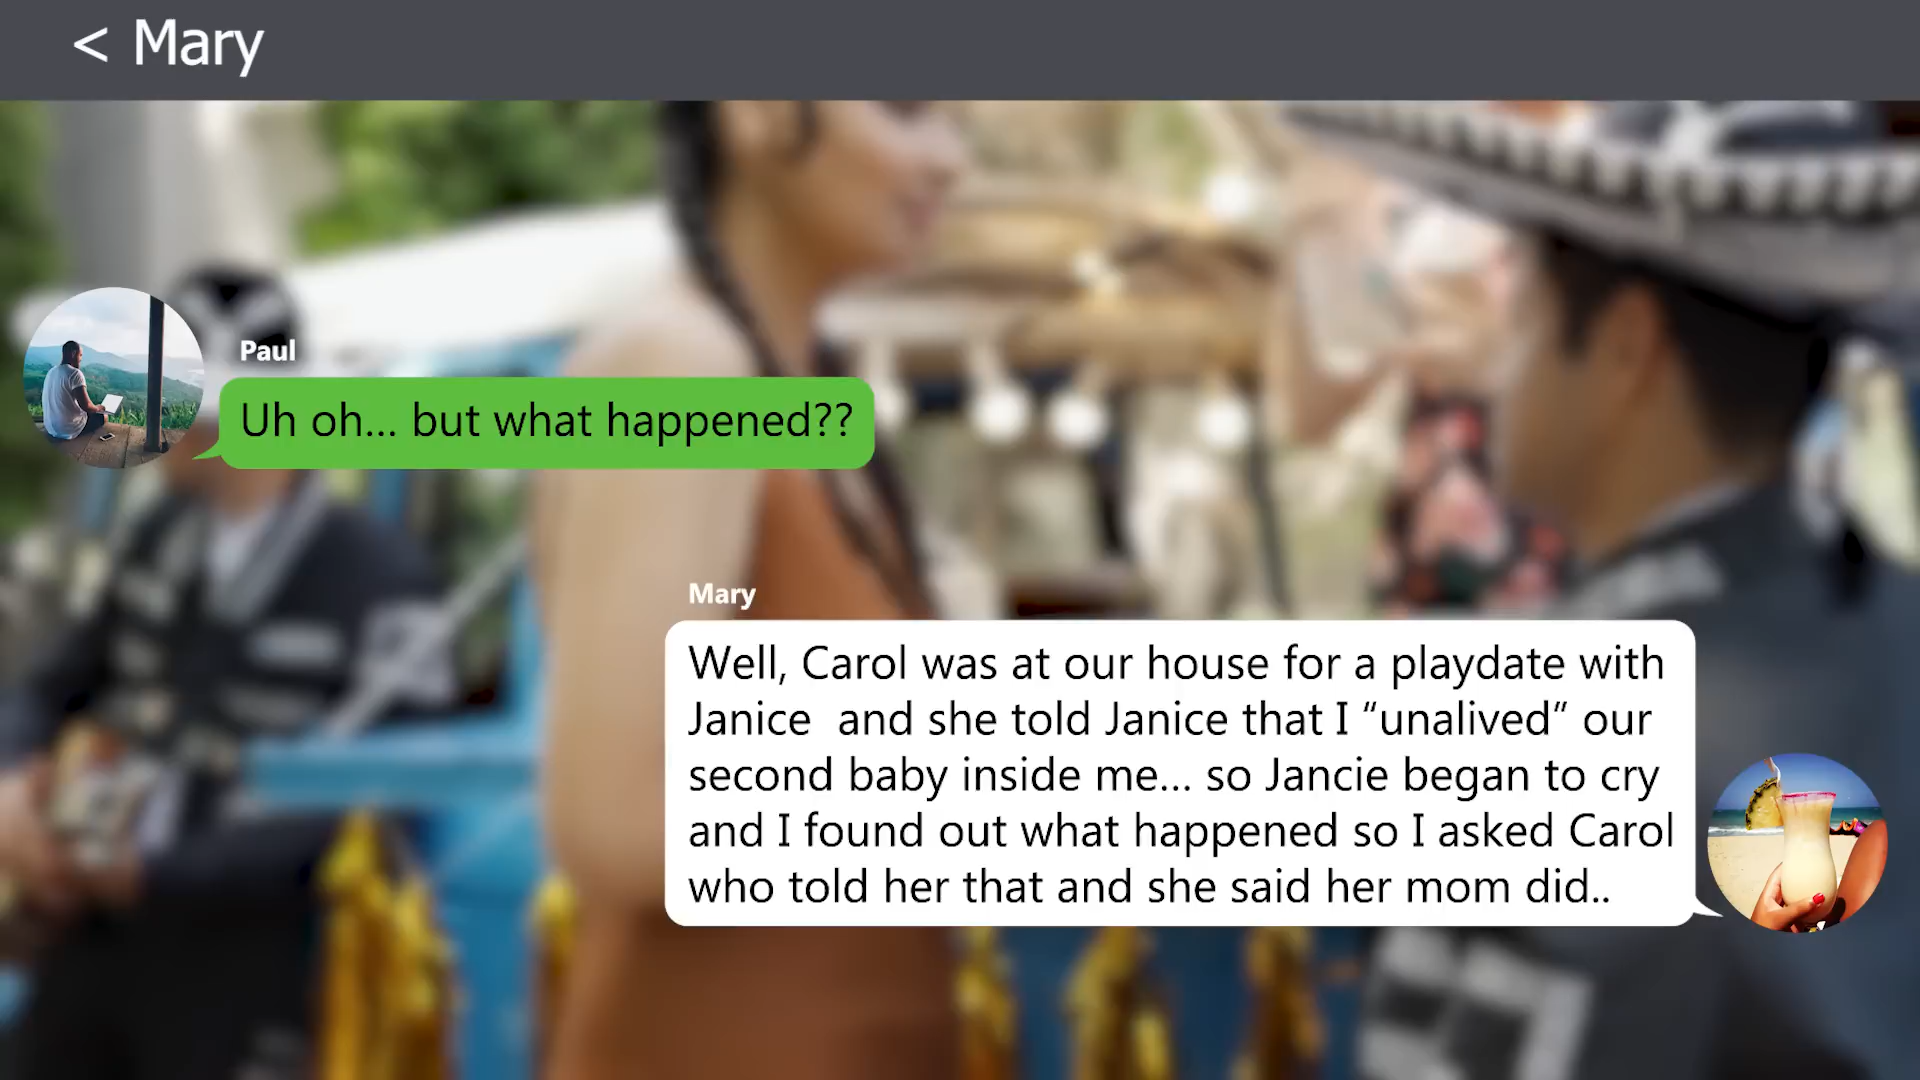 < Mary
Paul
Uh oh... but what happened??
Mary
Well, Carol was at our house for a playdate with
Janice  and she told Janice that I “unalived” our
second baby inside me... so Jancie began to cry
and I found out what happened so I asked Carol
who told her that and she said her mom did..